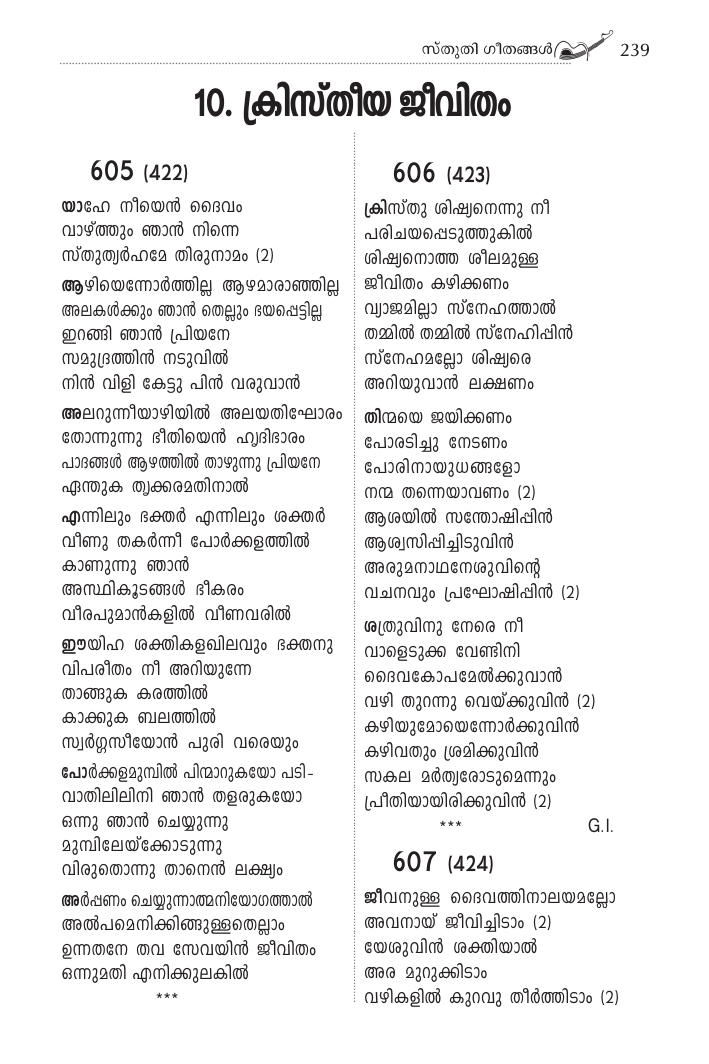 സ്തുതി ഗീതങ്ങൾ 239
10. ക്രിസ്തീയ ജീവിതം
605 (422)
യാഹേ നീയെൻ ദൈവം
വാഴ്ത്തും ഞാൻ നിന്നെ
സ്തുത്യർഹമേ തിരുനാമം (2)
ആഴിയെന്നോർത്തില്ല ആഴമാരാഞ്ഞില്ല
അലകൾക്കും ഞാൻ തെല്ലും ഭയപ്പെട്ടില്ല
ഇറങ്ങി ഞാൻ പ്രിയനേ
സമുദ്രത്തിൻ നടുവിൽ
നിൻ വിളി കേട്ടു പിൻ വരുവാൻ
അലറുന്നീയാഴിയിൽ അലയതിഘോരം
തോന്നുന്നു ഭീതിയെൻ ഹൃദിഭാരം
പാദങ്ങൾ ആഴത്തിൽ താഴുന്നു പ്രിയനേ
ഏന്തുക തൃക്കരമതിനാൽ
എന്നിലും ഭക്തർ എന്നിലും ശക്തർ
വീണു തകർന്നീ പോർക്കളത്തിൽ
കാണുന്നു ഞാൻ
അസ്ഥികൂടങ്ങൾ ഭീകരം
വീരപുമാൻകളിൽ വീണവരിൽ
ഈയിഹ ശക്തികളഖിലവും ഭക്തനു
വിപരീതം നീ അറിയുന്നേ
താങ്ങുക കരത്തിൽ
കാക്കുക ബലത്തിൽ
സ്വർഗ്ഗസീയോൻ പുരി വരെയും
പോർക്കളമുമ്പിൽ പിന്മാറുകയോ പടി-
വാതിലിലിനി ഞാൻ തളരുകയോ
ഒന്നു ഞാൻ ചെയ്യുന്നു
മുമ്പിലേയ്ക്കോടുന്നു
വിരുതൊന്നു താനെൻ ലക്ഷ്യം
അർപ്പണം ചെയ്യുന്നാത്മനിയോഗത്താൽ
അൽപമെനിക്കിങ്ങുള്ളതെല്ലാം
ഉന്നതനേ തവ സേവയിൻ ജീവിതം
ഒന്നുമതി എനിക്കുലകിൽ
***
606 (423)
ക്രിസ്തു ശിഷ്യനെന്നു നീ
പരിചയപ്പെടുത്തുകിൽ
ശിഷ്യനൊത്ത ശീലമുള്ള
ജീവിതം കഴിക്കണം
വ്യാജമില്ലാ സ്നേഹത്താൽ
തമ്മിൽ തമ്മിൽ സ്നേഹിപ്പിൻ
സ്നേഹമല്ലോ ശിഷ്യരെ
അറിയുവാൻ ലക്ഷണം
തിന്മയെ ജയിക്കണം
പോരടിച്ചു നേടണം
പോരിനായുധങ്ങളോ
നന്മ തന്നെയാവണം (2)
ആശയിൽ സന്തോഷിപ്പിൻ
ആശ്വസിപ്പിച്ചിടുവിൻ
അരുമനാഥനേശുവിന്റെ
വചനവും പ്രഘോഷിപ്പിൻ (2)
ശത്രുവിനു നേരെ നീ
വാളെടുക്ക വേണ്ടിനി
ദൈവകോപമേൽക്കുവാൻ
വഴി തുറന്നു വെയ്ക്കുവിൻ (2)
കഴിയുമോയെന്നോർക്കുവിൻ
കഴിവതും ശ്രമിക്കുവിൻ
സകല മർത്യരോടുമെന്നും
പ്രീതിയായിരിക്കുവിൻ (2)
*** G.I.
607 (424)
ജീവനുള്ള ദൈവത്തിനാലയമല്ലോ
അവനായ് ജീവിച്ചിടാം (2)
യേശുവിൻ ശക്തിയാൽ
അര മുറുക്കിടാം
വഴികളിൽ കുറവു തീർത്തിടാം (2)